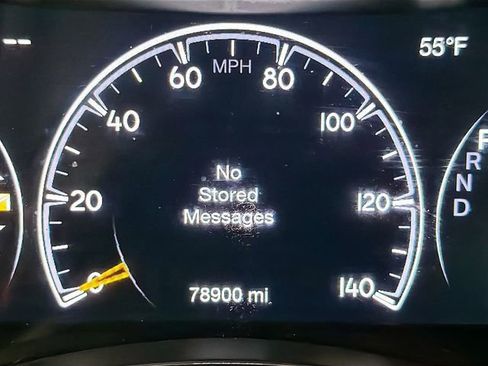 --
55°F
60
MPH
80
40
100
20
No
Stored
Messages
120
0
78900 mi
140
P
R
N
D